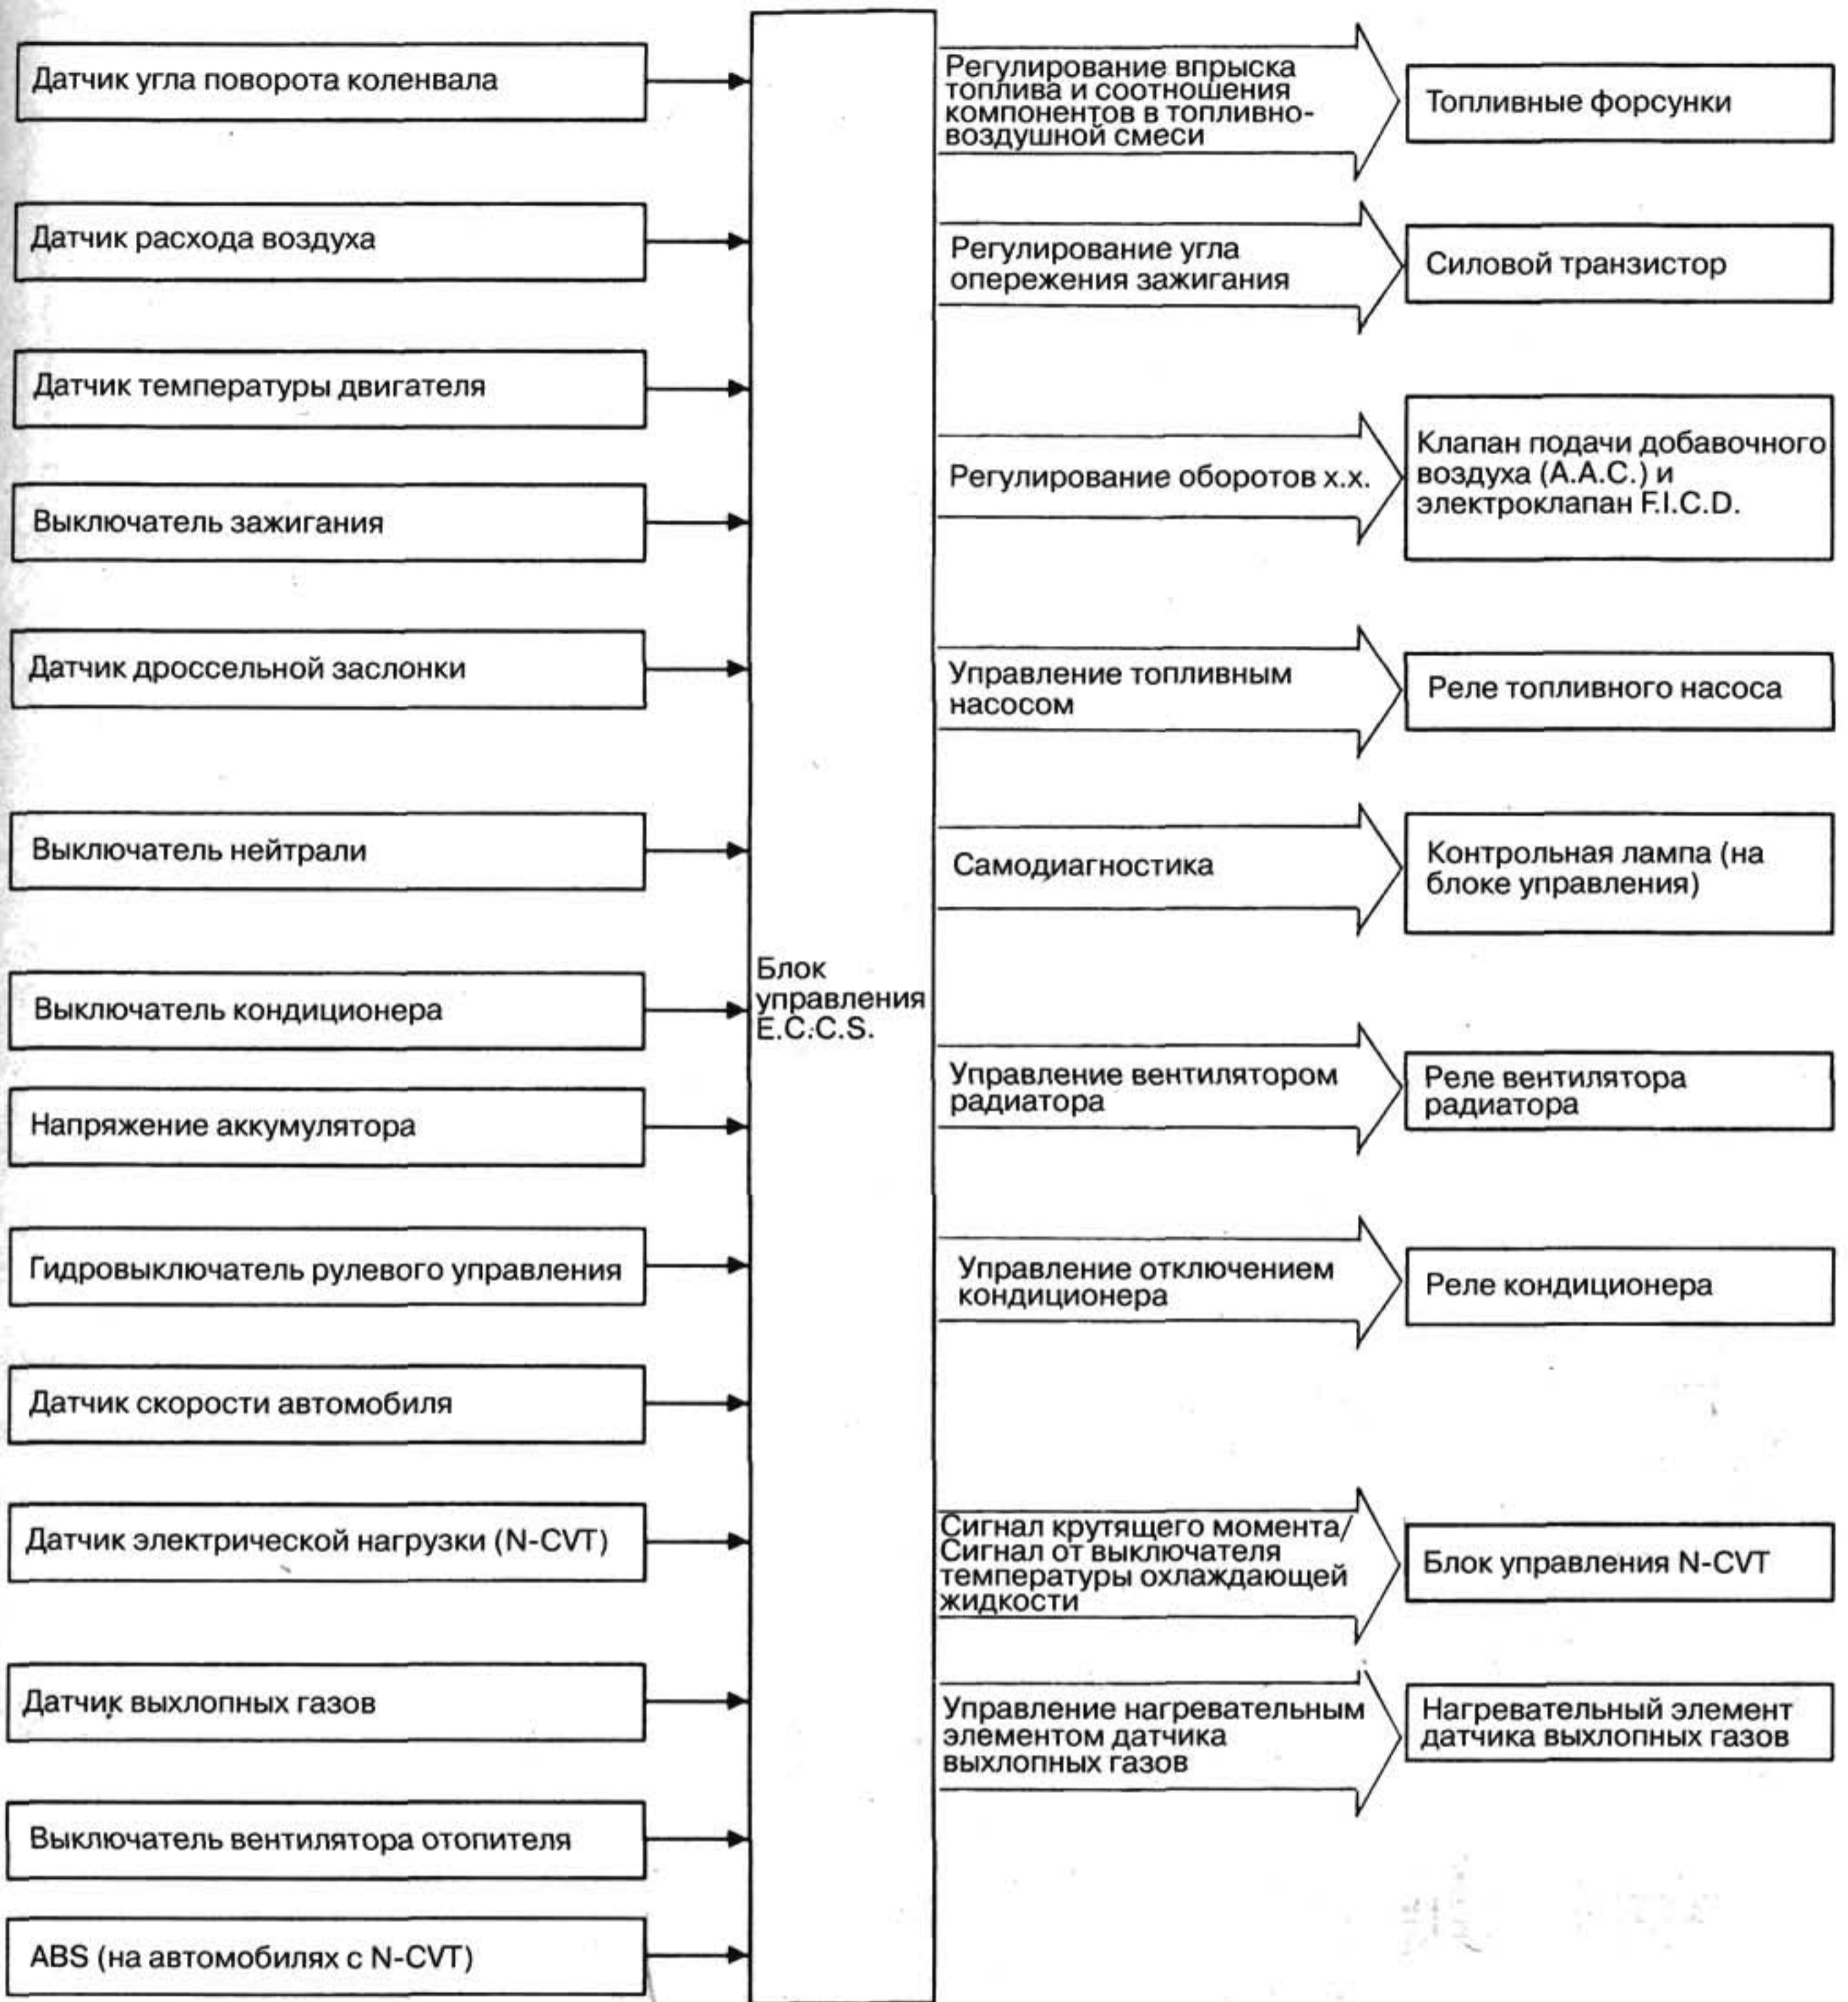 Датчик угла поворота коленвала
Датчик расхода воздуха
Датчик температуры двигателя
Выключатель зажигания
Датчик дроссельной заслонки
Выключатель нейтрали
Выключатель кондиционера
Напряжение аккумулятора
Гидровыключатель рулевого управления
Датчик скорости автомобиля
Датчик электрической нагрузки (N-CVT)
Датчик выхлопных газов
Выключатель вентилятора отопителя
ABS (на автомобилях с N-CVT)
Блок
управления
E.C.C.S.
Регулирование впрыска
топлива и соотношения
компонентов в топливно-
воздушной смеси
Топливные форсунки
Регулирование угла
опережения зажигания
Силовой транзистор
Регулирование оборотов х.х.
Клапан подачи добавочного
воздуха (A.A.C.) и
электроклапан F.I.C.D.
Управление топливным
насосом
Реле топливного насоса
Самодиагностика
Контрольная лампа (на
блоке управления)
Управление вентилятором
радиатора
Реле вентилятора
радиатора
Управление отключением
кондиционера
Реле кондиционера
Сигнал крутящего момента/
Сигнал от выключателя
температуры охлаждающей
жидкости
Блок управления N-CVT
Управление нагревательным
элементом датчика
выхлопных газов
Нагревательный элемент
датчика выхлопных газов